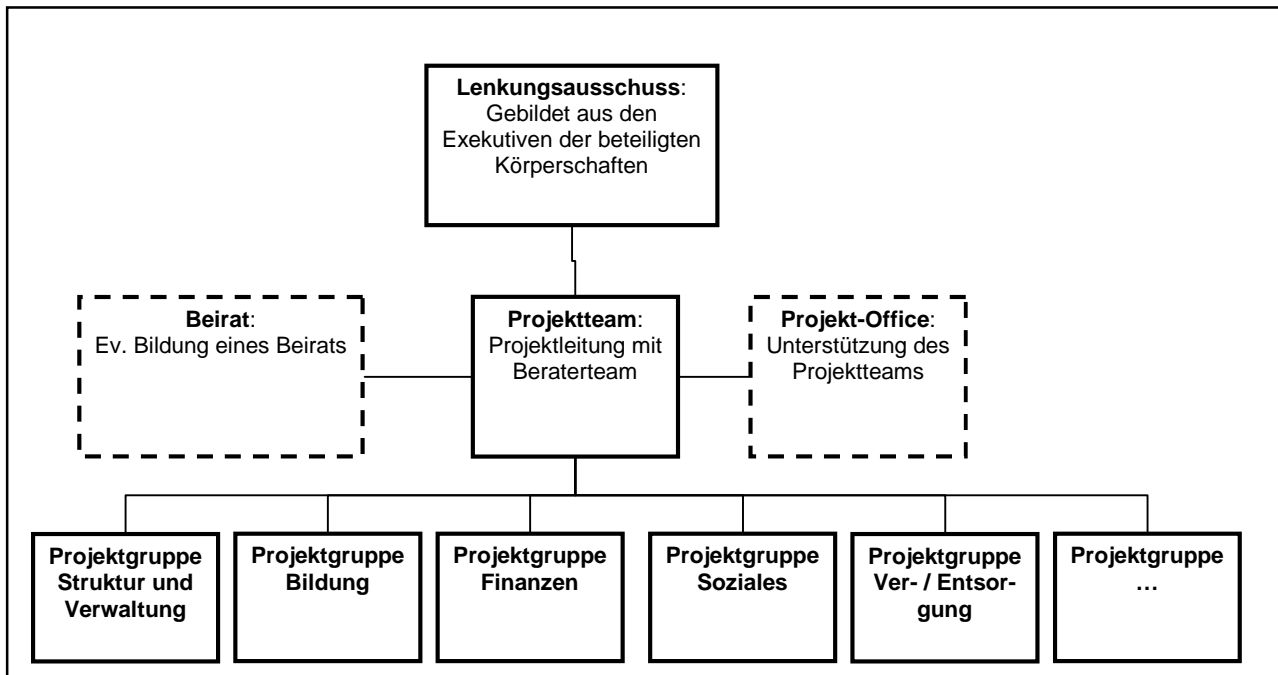 Lenkungsausschuss:
Gebildet aus den
Exekutiven der beteiligten
Körperschaften
Beirat:
Ev. Bildung eines Beirats
Projektteam:
Projektleitung mit
Beraterteam
Projekt-Office:
Unterstützung des
Projektteams
Projektgruppe
Struktur und
Verwaltung
Projektgruppe
Bildung
Projektgruppe
Finanzen
Projektgruppe
Soziales
Projektgruppe
Ver- / Entsor-
gung
Projektgruppe
…